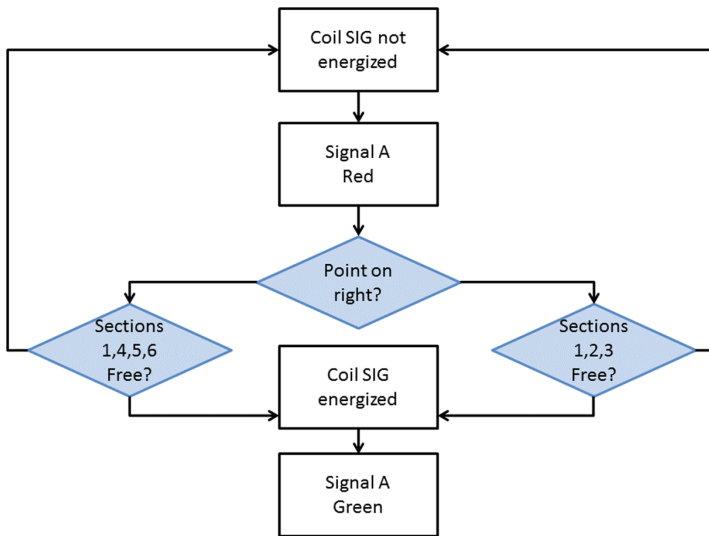 Coil SIG not
energized
Signal A
Red
Point on
right?
Sections
1,4,5,6
Free?
Sections
1,2,3
Free?
Coil SIG
energized
Signal A
Green